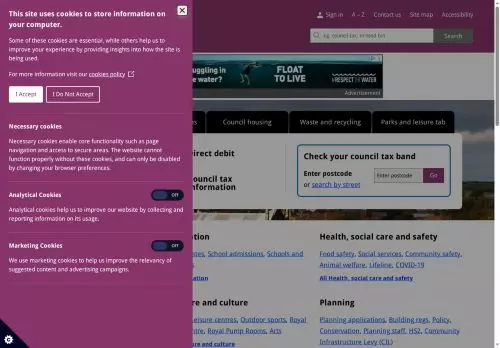 This site uses cookies to store information on
your computer.
Some of these cookies are essential, while others help us to
improve your experience by providing insights into how the site is
being used.
For more information visit our cookies policy
I Accept
I Do Not Accept
Necessary cookies
Necessary cookies enable core functionality such as page
navigation and access to secure areas. The website cannot
function properly without these cookies, and can only be disabled
by changing your browser preferences.
Analytical Cookies
OFF
Analytical cookies help us to improve our website by collecting and
reporting information on its usage.
Marketing Cookies
OFF
We use marketing cookies to help us improve the relevancy of
suggested content and advertising campaigns.
Sign in
A – Z
Contact us
Site map
Accessibility
eg. council tax, missed bin
Search
FLOAT
TO LIVE
RESPECT THE WATER
Advertisement
Council housing
Waste and recycling
Parks and leisure tab
irect debit
uncil tax
information
Check your council tax band
Enter postcode
or search by street
Enter postcode
Go
tion
School admissions, Schools and
Health, social care and safety
Food safety, Social services, Community safety,
Animal welfare, Lifeline, COVID-19
All Health, social care and safety
re and culture
eisure centres, Outdoor sports, Royal
Royal Pump Rooms, Arts
ure and culture
Planning
Planning applications, Building regs, Policy,
Conservation, Planning staff, HS2, Community
Infrastructure Levy (CIL)